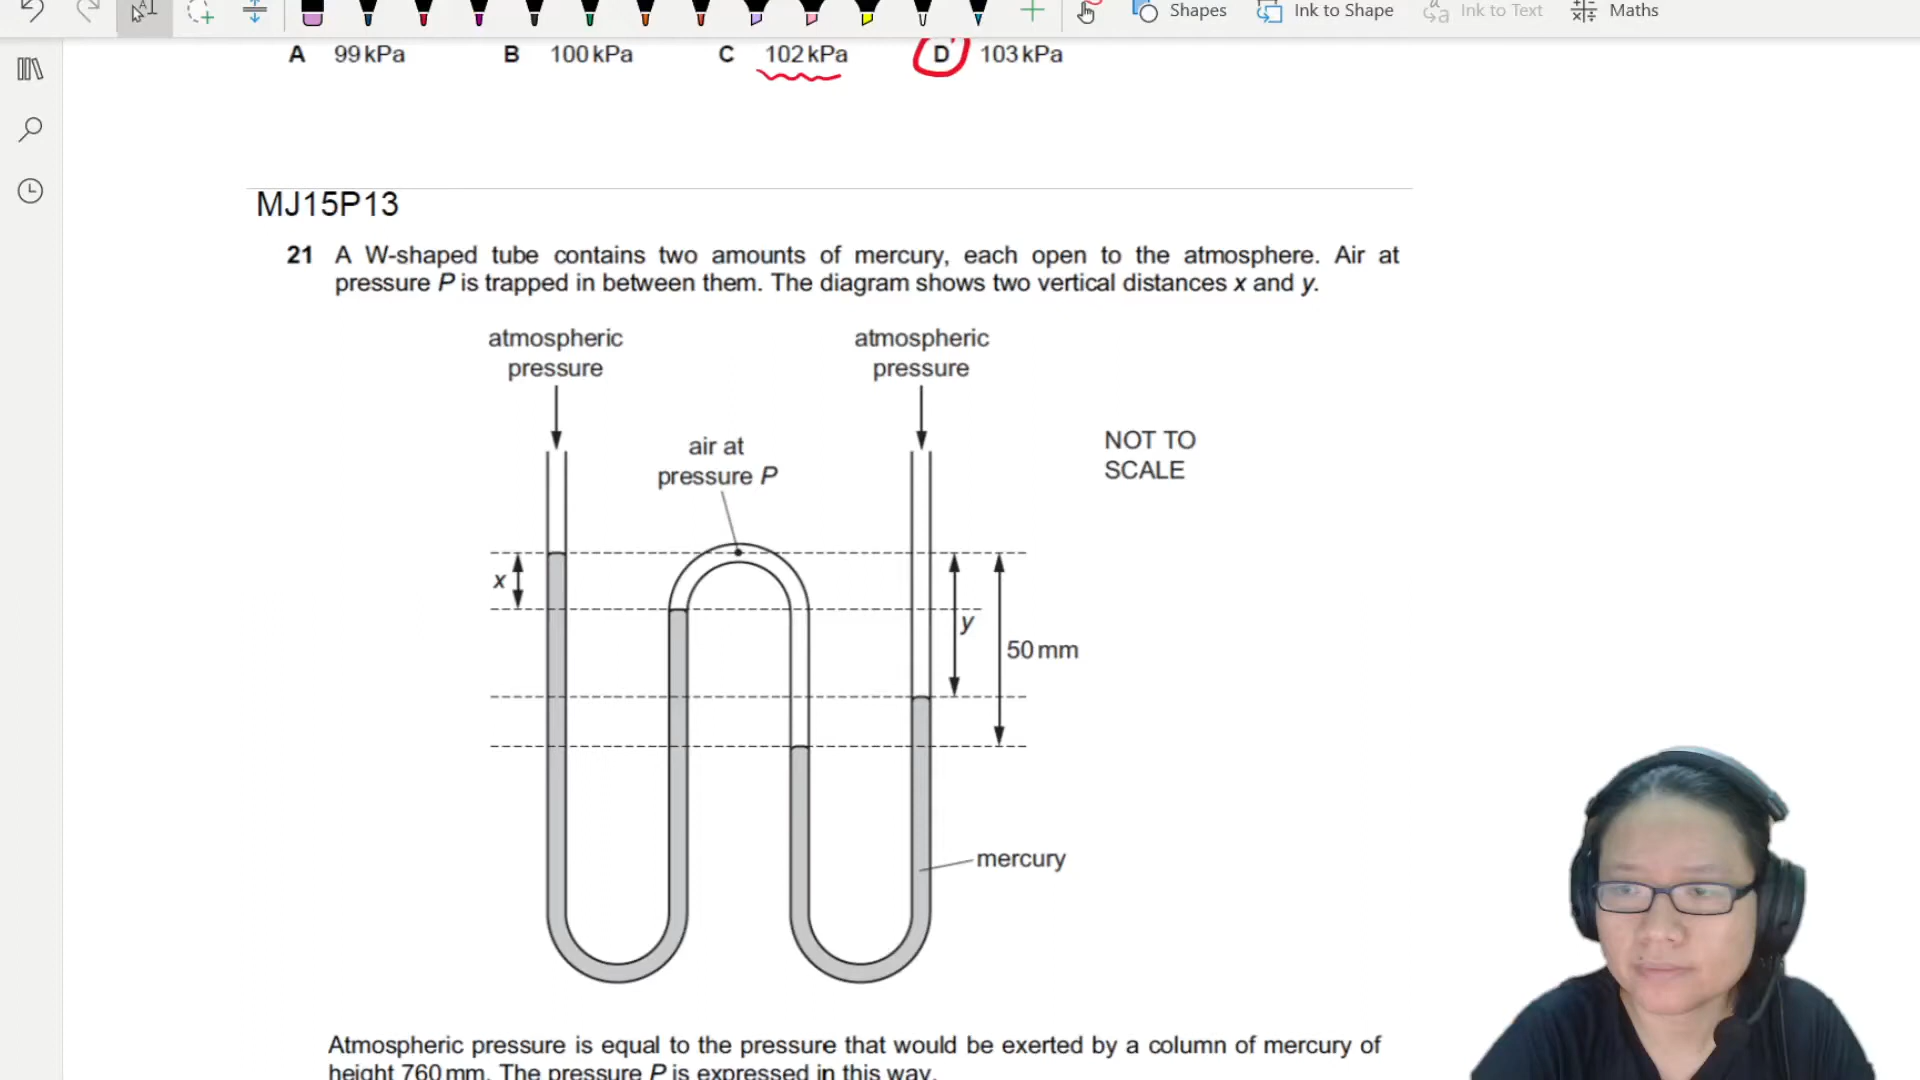 Shapes Ink to Shape Ink to Text Maths
A 99 kPa B 100 kPa C 102 kPa D 103 kPa
MJ15P13
21 A W-shaped tube contains two amounts of mercury, each open to the atmosphere. Air at
pressure P is trapped in between them. The diagram shows two vertical distances x and y.
atmospheric
pressure
atmospheric
pressure
air at
pressure P
NOT TO
SCALE
x
y
50 mm
mercury
Atmospheric pressure is equal to the pressure that would be exerted by a column of mercury of
height 760 mm. The pressure P is expressed in this way.